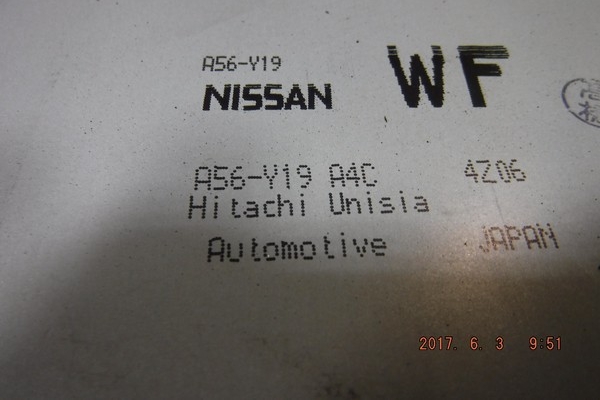 A56-Y19
NISSAN WF
A56-Y19 A4C 4Z06
Hitachi Unisia
Automotive JAPAN
2017. 6. 3 9:51